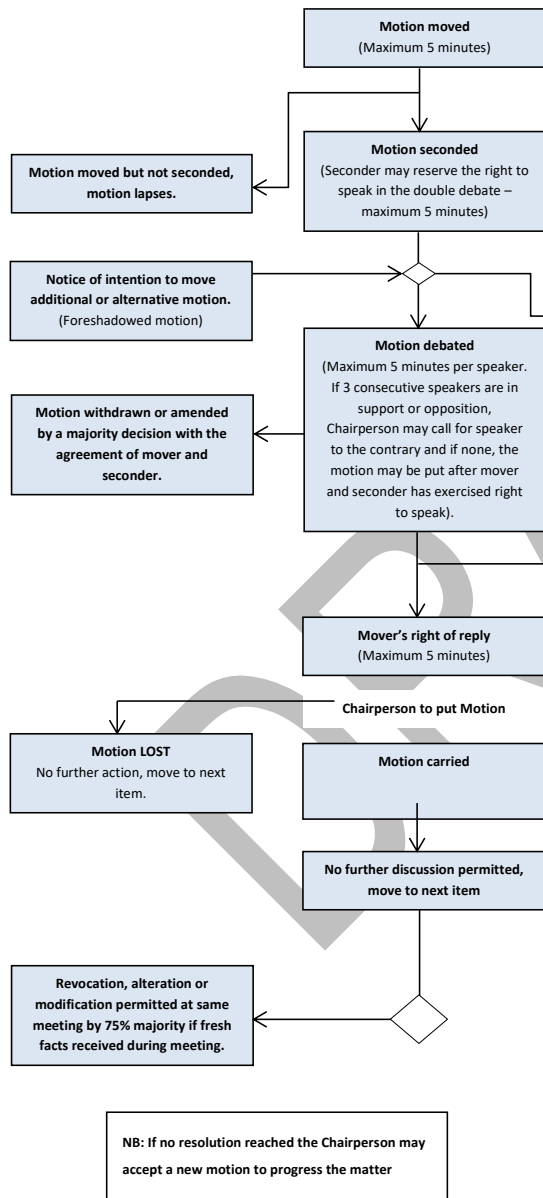 Motion moved
(Maximum 5 minutes)
Motion seconded
(Seconder may reserve the right to
speak in the double debate –
maximum 5 minutes)
Motion moved but not seconded,
motion lapses.
Notice of intention to move
additional or alternative motion.
(Foreshadowed motion)
Motion debated
(Maximum 5 minutes per speaker.
If 3 consecutive speakers are in
support or opposition,
Chairperson may call for speaker
to the contrary and if none, the
motion may be put after mover
and seconder has exercised right
to speak).
Motion withdrawn or amended
by a majority decision with the
agreement of mover and
seconder.
Mover's right of reply
(Maximum 5 minutes)
Chairperson to put Motion
Motion LOST
No further action, move to next
item.
Motion carried
No further discussion permitted,
move to next item
Revocation, alteration or
modification permitted at same
meeting by 75% majority if fresh
facts received during meeting.
NB: If no resolution reached the Chairperson may
accept a new motion to progress the matter